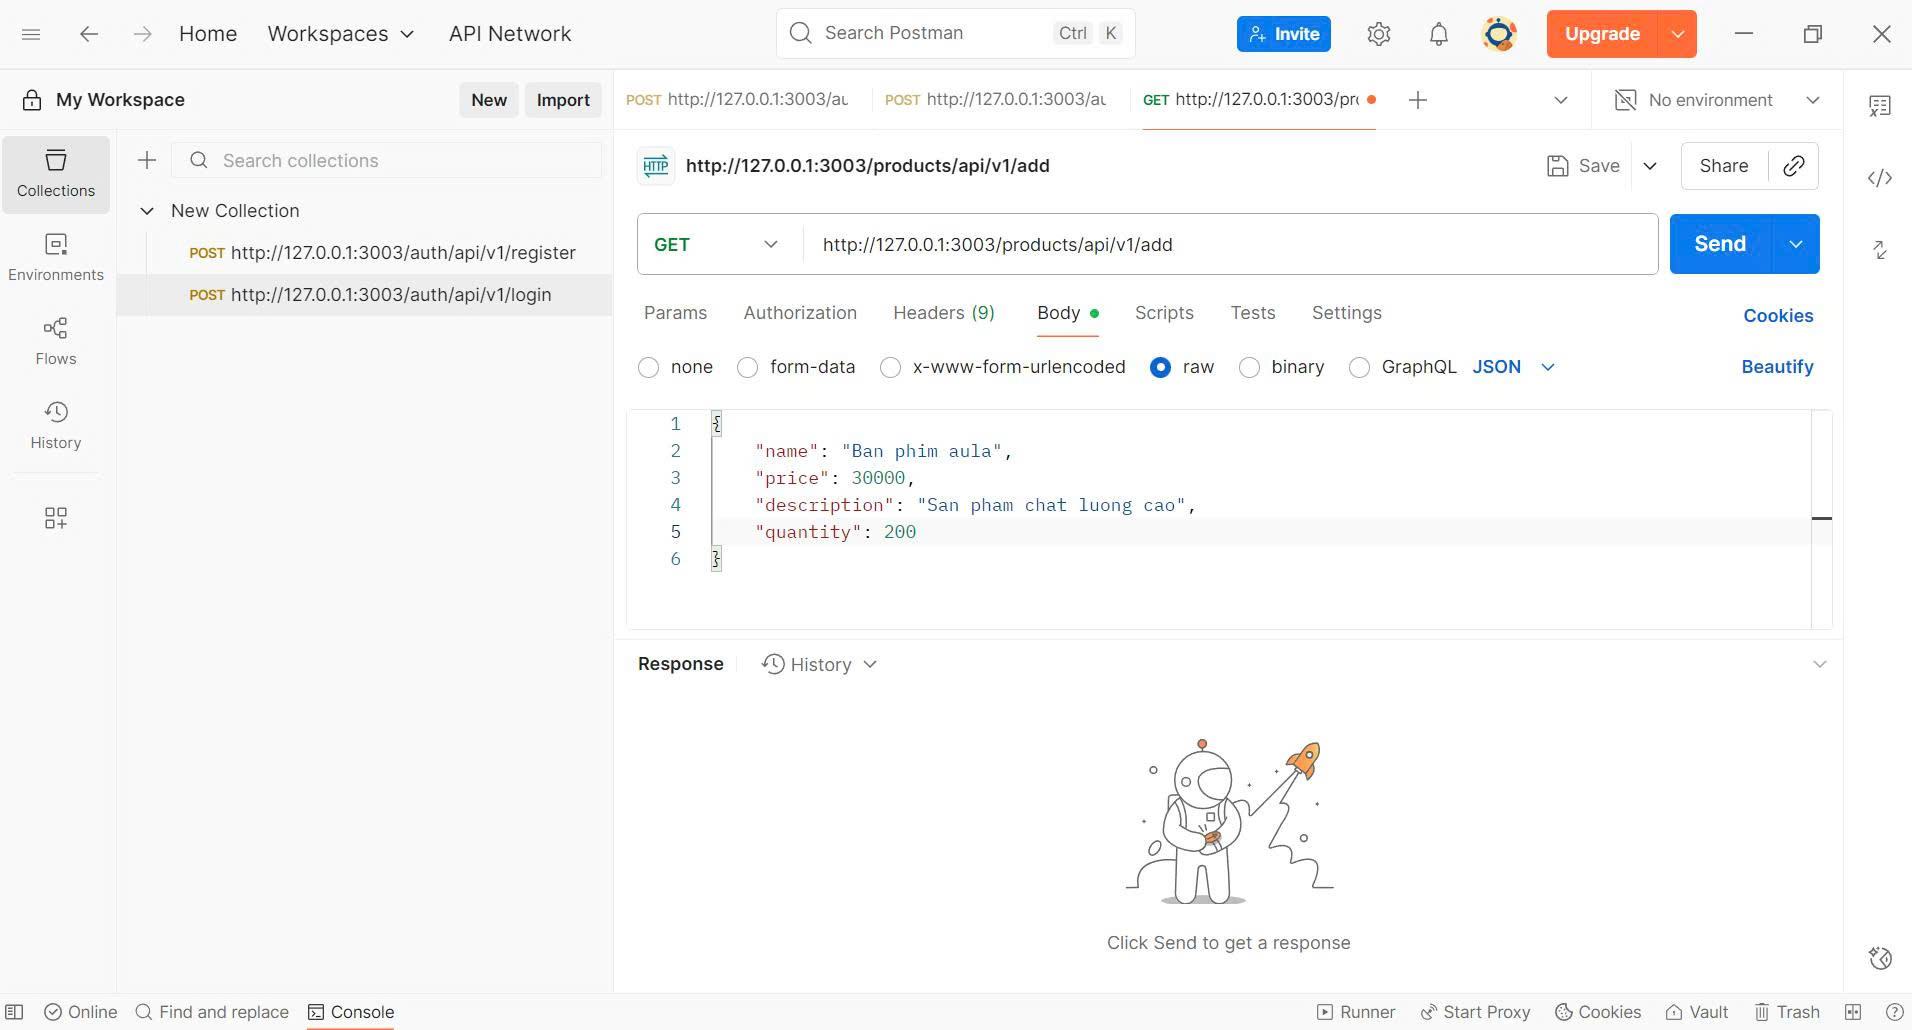 Home Workspaces API Network Search Postman Ctrl K Invite Upgrade
My Workspace New Import
POST http://127.0.0.1:3003/au POST http://127.0.0.1:3003/au GET http://127.0.0.1:3003/pro No environment
Collections
Environments
Flows
History
Search collections
New Collection
POST http://127.0.0.1:3003/auth/api/v1/register
POST http://127.0.0.1:3003/auth/api/v1/login
HTTP http://127.0.0.1:3003/products/api/v1/add Save Share
GET http://127.0.0.1:3003/products/api/v1/add Send
Params Authorization Headers (9) Body Scripts Tests Settings Cookies
none form-data x-www-form-urlencoded raw binary GraphQL JSON Beautify
1 {
2 "name": "Ban phim aula",
3 "price": 30000,
4 "description": "San pham chat luong cao",
5 "quantity": 200
6 }
Response History
Click Send to get a response
Online Find and replace Console Runner Start Proxy Cookies Vault Trash